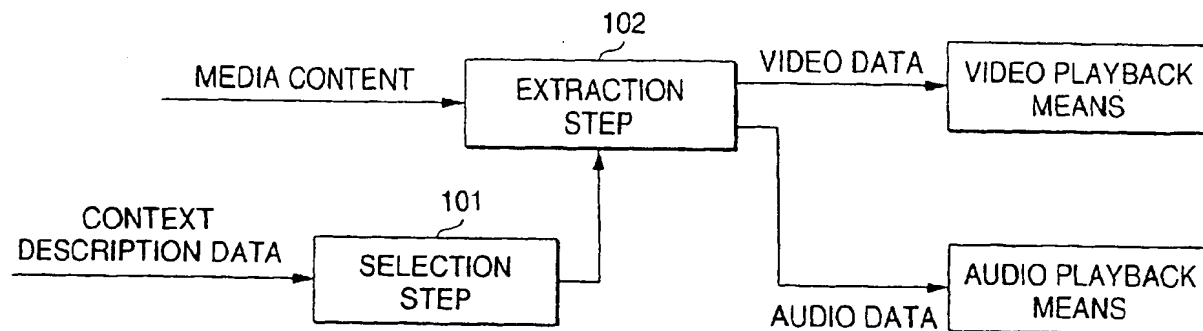 102
MEDIA CONTENT
EXTRACTION
STEP
VIDEO DATA
VIDEO PLAYBACK
MEANS
CONTEXT
DESCRIPTION DATA
101
SELECTION
STEP
AUDIO DATA
AUDIO PLAYBACK
MEANS